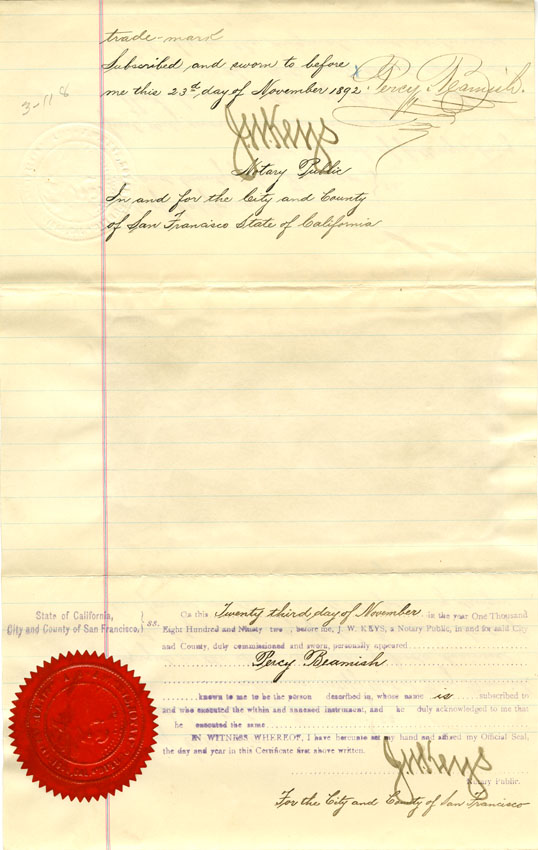 trade-mark
Subscribed and sworn to before
me this 23rd day of November 1892. Percy Beamish.
3-118
J.W. Keys
Notary Public
In and for the City and County
of San Francisco State of California
State of California,
City and County of San Francisco, } ss.
On this Twenty third day of November in the year One Thousand
Eight Hundred and Ninety two, before me, J. W. KEYS, a Notary Public, in and for said City
and County, duly commissioned and sworn, personally appeared
Percy Beamish
known to me to be the person described in, whose name is subscribed to
and who executed the within and annexed instrument, and he duly acknowledged to me that
he executed the same
IN WITNESS WHEREOF, I have hereunto set my hand and affixed my Official Seal,
the day and year in this Certificate first above written.
J.W. Keys
Notary Public.
For the City and County of San Francisco